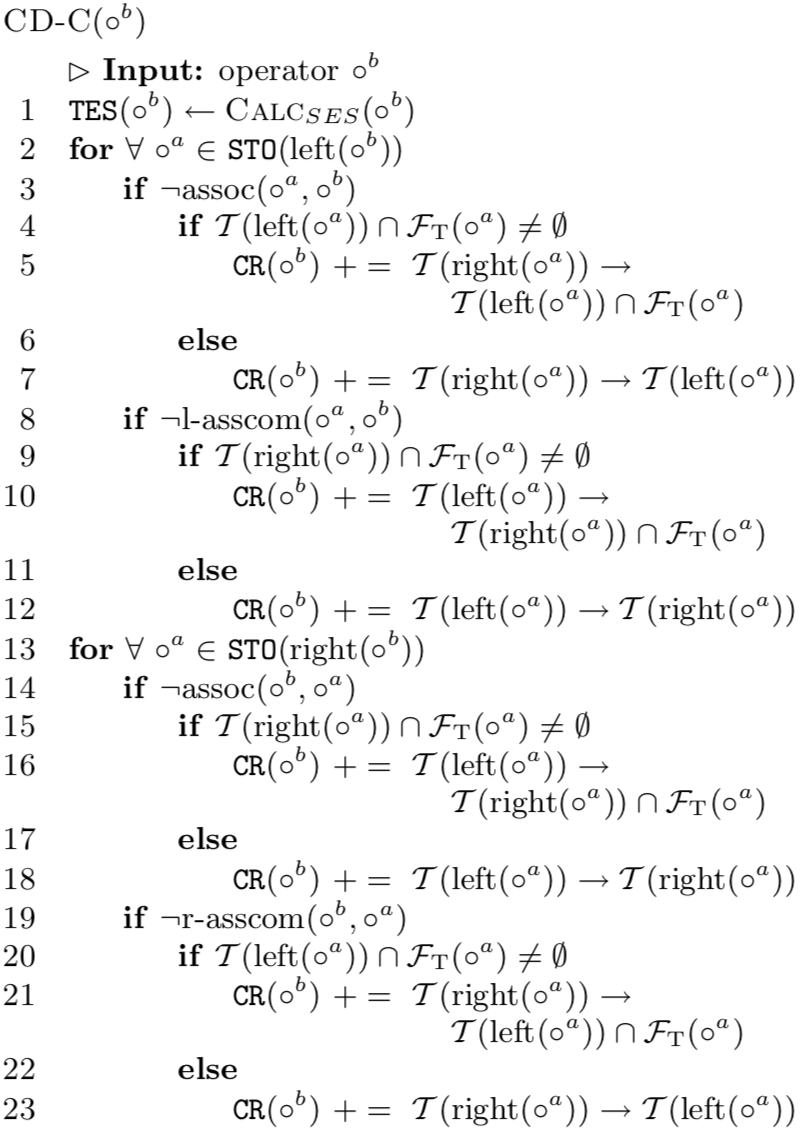 CD-C(∘ᵇ)
▷ Input: operator ∘ᵇ
1 TES(∘ᵇ) ← CALC_SES(∘ᵇ)
2 for ∀ ∘ᵃ ∈ STO(left(∘ᵇ))
3 if ¬assoc(∘ᵃ, ∘ᵇ)
4 if 𝒯(left(∘ᵃ)) ∩ ℱ_T(∘ᵃ) ≠ ∅
5 CR(∘ᵇ) + = 𝒯(right(∘ᵃ)) →
𝒯(left(∘ᵃ)) ∩ ℱ_T(∘ᵃ)
6 else
7 CR(∘ᵇ) + = 𝒯(right(∘ᵃ)) → 𝒯(left(∘ᵃ))
8 if ¬l-asscom(∘ᵃ, ∘ᵇ)
9 if 𝒯(right(∘ᵃ)) ∩ ℱ_T(∘ᵃ) ≠ ∅
10 CR(∘ᵇ) + = 𝒯(left(∘ᵃ)) →
𝒯(right(∘ᵃ)) ∩ ℱ_T(∘ᵃ)
11 else
12 CR(∘ᵇ) + = 𝒯(left(∘ᵃ)) → 𝒯(right(∘ᵃ))
13 for ∀ ∘ᵃ ∈ STO(right(∘ᵇ))
14 if ¬assoc(∘ᵇ, ∘ᵃ)
15 if 𝒯(right(∘ᵃ)) ∩ ℱ_T(∘ᵃ) ≠ ∅
16 CR(∘ᵇ) + = 𝒯(left(∘ᵃ)) →
𝒯(right(∘ᵃ)) ∩ ℱ_T(∘ᵃ)
17 else
18 CR(∘ᵇ) + = 𝒯(left(∘ᵃ)) → 𝒯(right(∘ᵃ))
19 if ¬r-asscom(∘ᵇ, ∘ᵃ)
20 if 𝒯(left(∘ᵃ)) ∩ ℱ_T(∘ᵃ) ≠ ∅
21 CR(∘ᵇ) + = 𝒯(right(∘ᵃ)) →
𝒯(left(∘ᵃ)) ∩ ℱ_T(∘ᵃ)
22 else
23 CR(∘ᵇ) + = 𝒯(right(∘ᵃ)) → 𝒯(left(∘ᵃ))